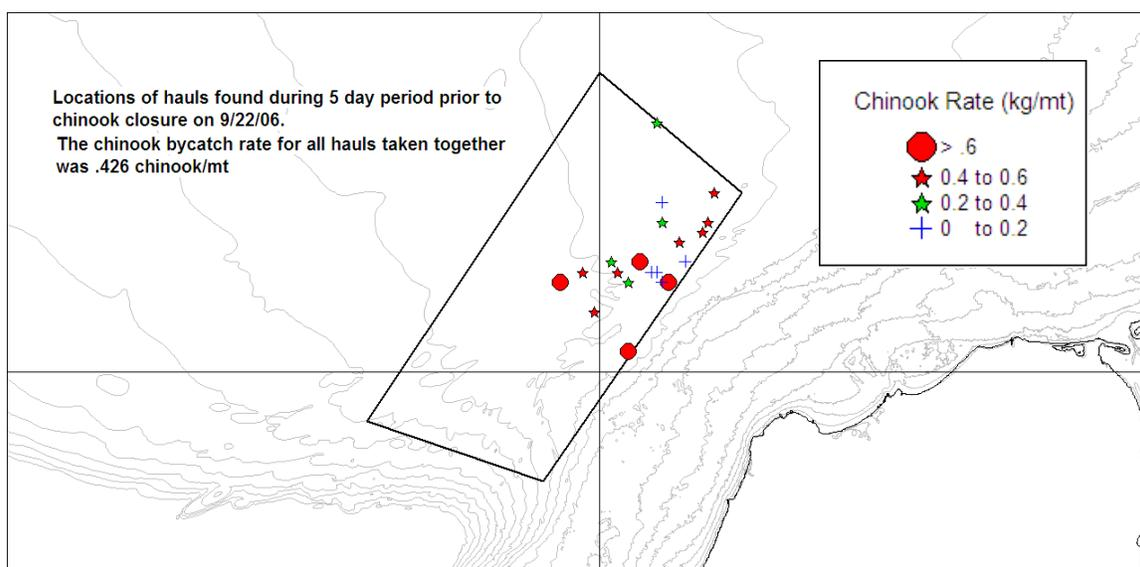 Locations of hauls found during 5 day period prior to
chinook closure on 9/22/06.
The chinook bycatch rate for all hauls taken together
was .426 chinook/mt
Chinook Rate (kg/mt)
> .6
0.4 to 0.6
0.2 to 0.4
0 to 0.2